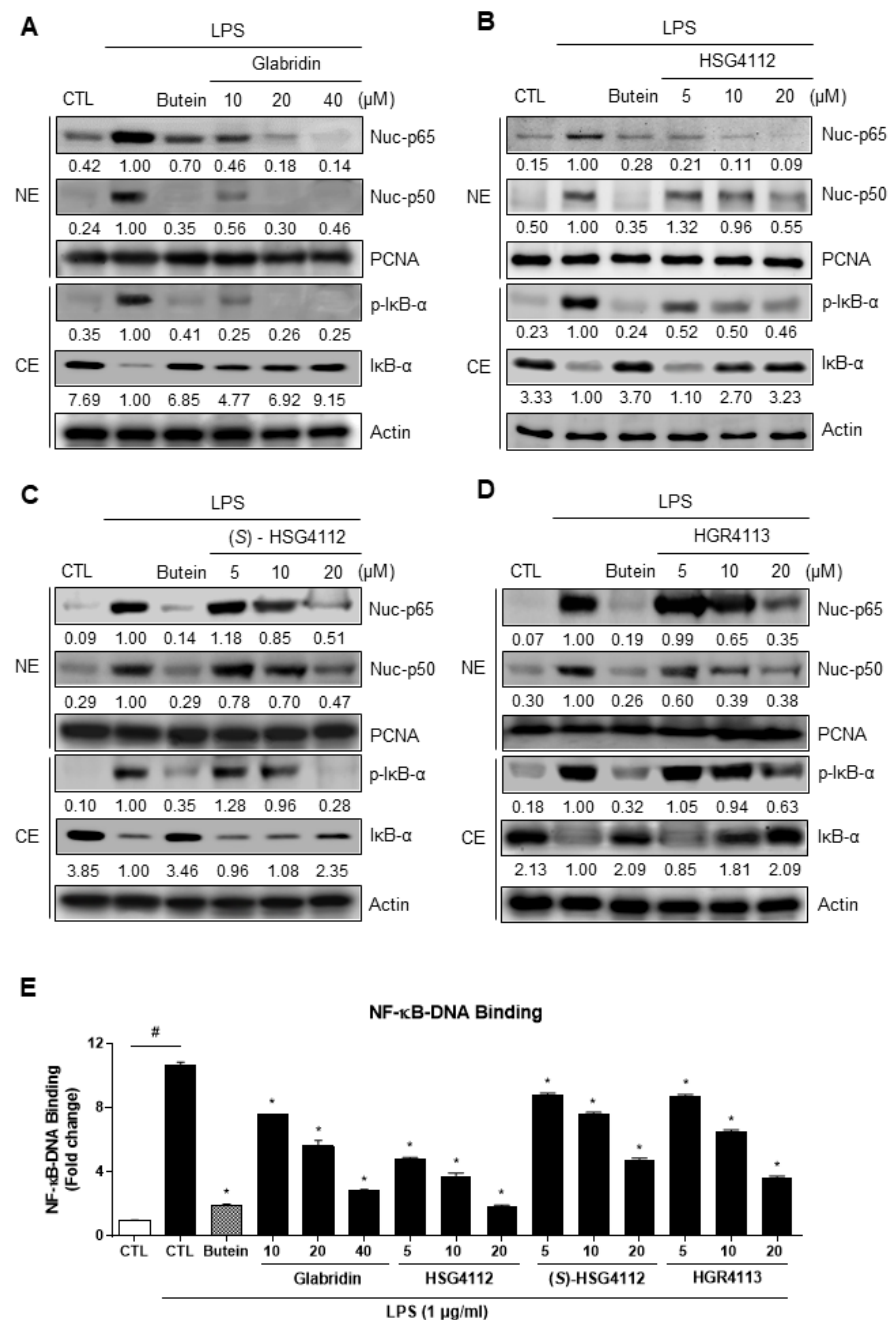 A
LPS
Glabridin
CTL Butein 10 20 40 (μM)
Nuc-p65
0.42 1.00 0.70 0.46 0.18 0.14
NE
Nuc-p50
0.24 1.00 0.35 0.56 0.30 0.46
PCNA
p-IκB-α
0.35 1.00 0.41 0.25 0.26 0.25
CE
IκB-α
7.69 1.00 6.85 4.77 6.92 9.15
Actin
B
LPS
HSG4112
CTL Butein 5 10 20 (μM)
Nuc-p65
0.15 1.00 0.28 0.21 0.11 0.09
NE
Nuc-p50
0.50 1.00 0.35 1.32 0.96 0.55
PCNA
p-IκB-α
0.23 1.00 0.24 0.52 0.50 0.46
CE
IκB-α
3.33 1.00 3.70 1.10 2.70 3.23
Actin
C
LPS
(S) - HSG4112
CTL Butein 5 10 20 (μM)
Nuc-p65
0.09 1.00 0.14 1.18 0.85 0.51
NE
Nuc-p50
0.29 1.00 0.29 0.78 0.70 0.47
PCNA
p-IκB-α
0.10 1.00 0.35 1.28 0.96 0.28
CE
IκB-α
3.85 1.00 3.46 0.96 1.08 2.35
Actin
D
LPS
HGR4113
CTL Butein 5 10 20 (μM)
Nuc-p65
0.07 1.00 0.19 0.99 0.65 0.35
NE
Nuc-p50
0.30 1.00 0.26 0.60 0.39 0.38
PCNA
p-IκB-α
0.18 1.00 0.32 1.05 0.94 0.63
CE
IκB-α
2.13 1.00 2.09 0.85 1.81 2.09
Actin
E
NF-κB-DNA Binding
NF-κB-DNA Binding
(Fold change)
12
8
4
0
#
* * * * * * * * * * * * *
CTL CTL Butein 10 20 40 5 10 20 5 10 20 5 10 20
Glabridin HSG4112 (S)-HSG4112 HGR4113
LPS (1 μg/ml)